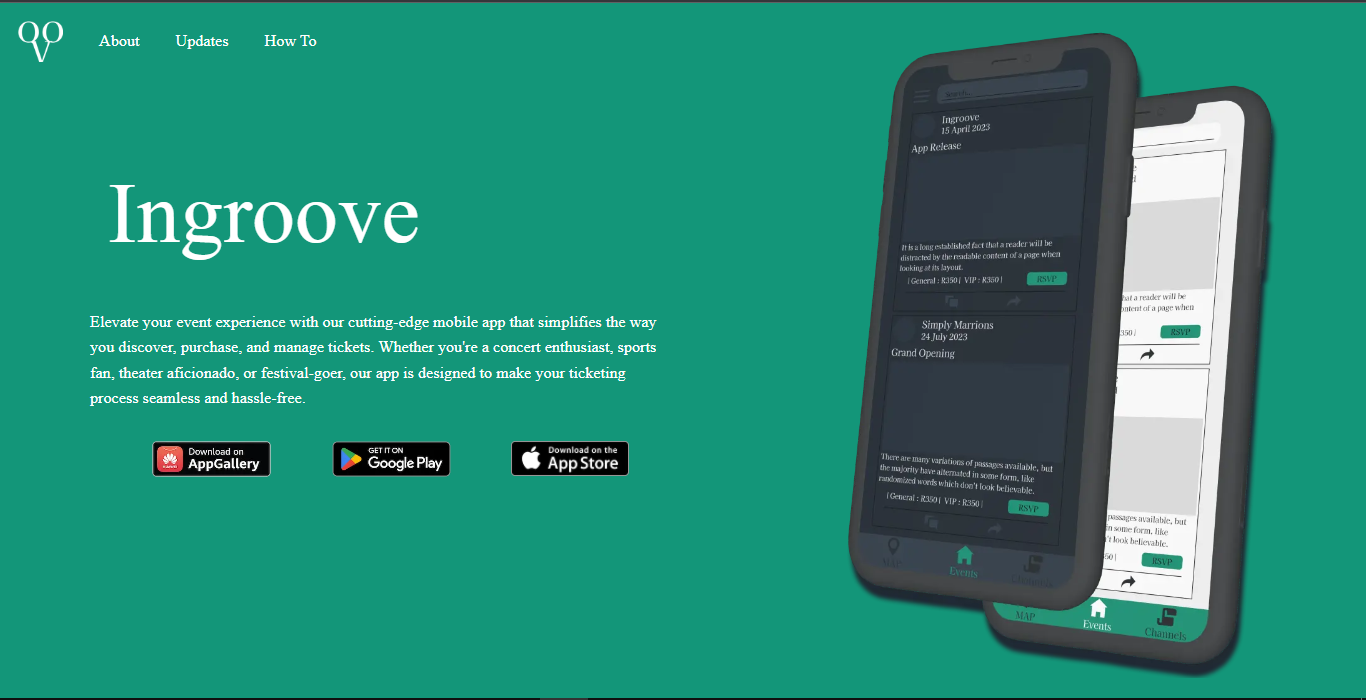 About
Updates
How To
Ingroove
Elevate your event experience with our cutting-edge mobile app that simplifies the way
you discover, purchase, and manage tickets. Whether you're a concert enthusiast, sports
fan, theater aficionado, or festival-goer, our app is designed to make your ticketing
process seamless and hassle-free.
HUAWEI
Download on
AppGallery
GET IT ON
Google Play
Download on the
App Store
Search...
Ingroove
15 April 2023
App Release
It is a long established fact that a reader will be
distracted by the readable content of a page when
looking at its layout.
| General : R350 | VIP : R350 |
RSVP
Simply Marrions
24 July 2023
Grand Opening
There are many variations of passages available, but
the majority have alternated in some form, like
randomized words which don't look believable.
| General : R350 | VIP : R350 |
RSVP
MAP
Events
Channels
that a reader will be
content of a page when
350 |
RSVP
passages available, but
in some form, like
n't look believable.
50 |
RSVP
MAP
Events
Channels